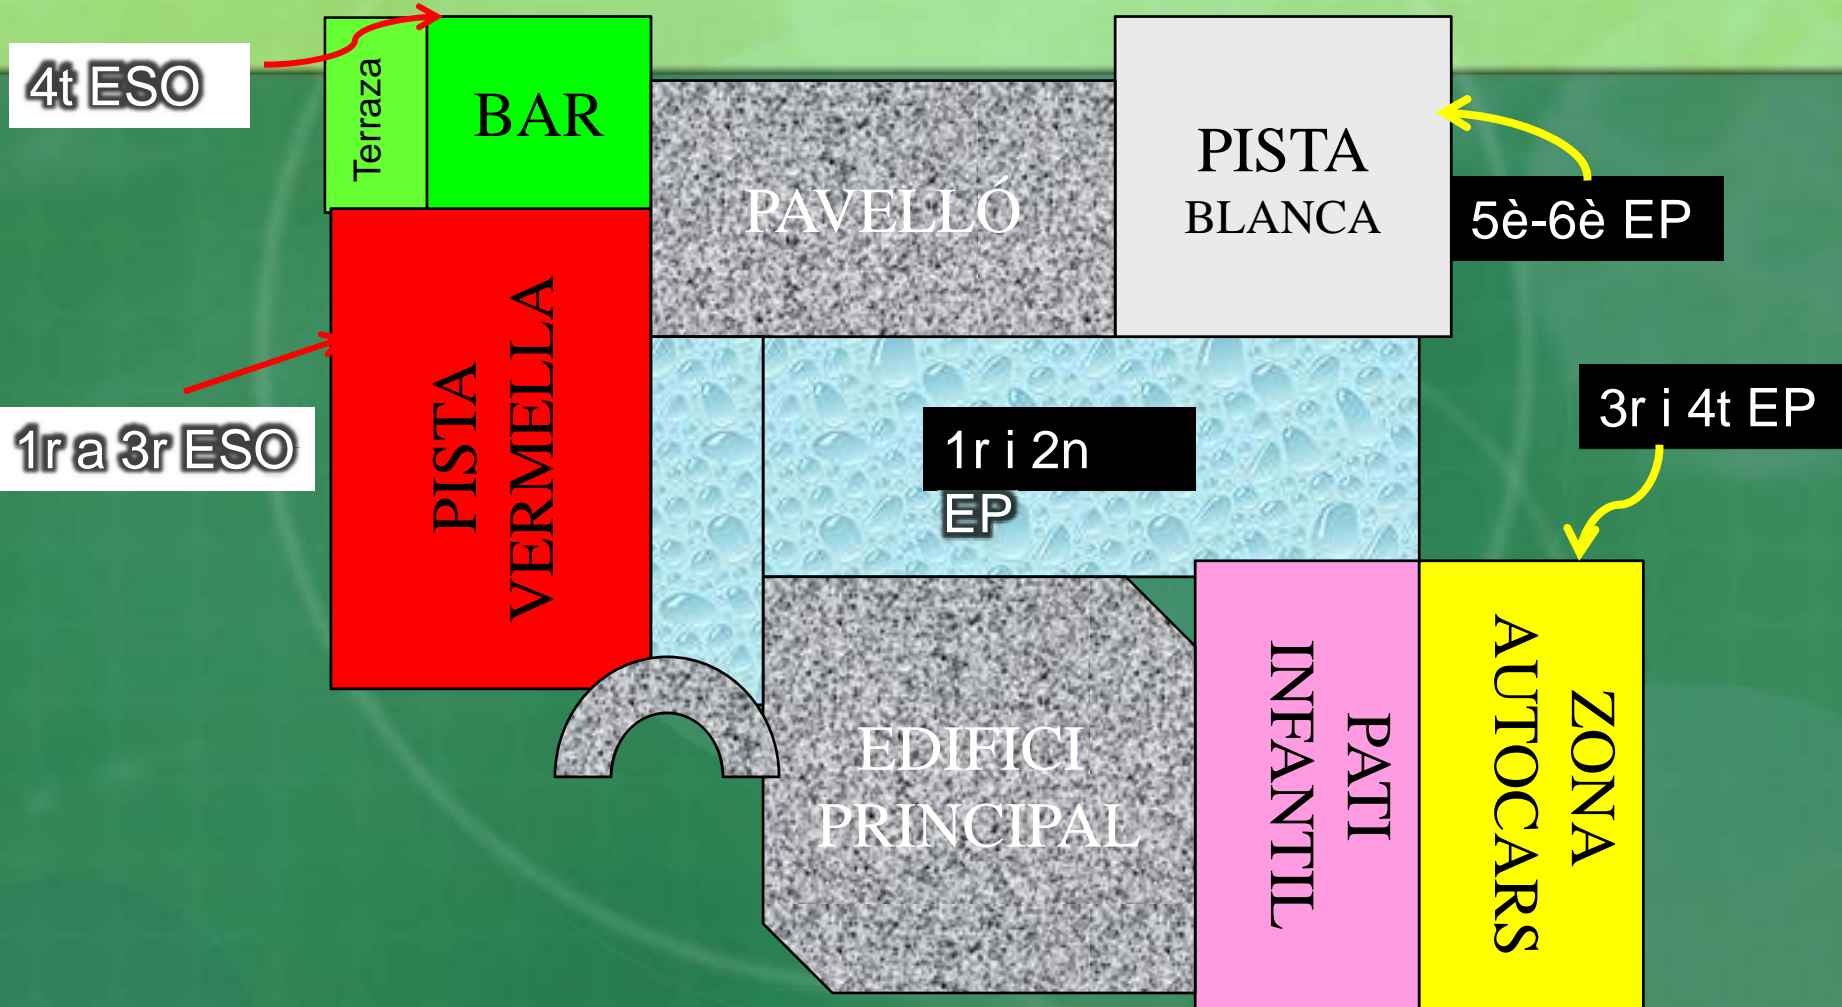 4t ESO
Terraza
BAR
PAVELLÓ
PISTA
BLANCA
5è-6è EP
PISTA
VERMELLA
1r a 3r ESO
1r i 2n
EP
3r i 4t EP
EDIFICI
PRINCIPAL
PATI
INFANTIL
ZONA
AUTOCARS